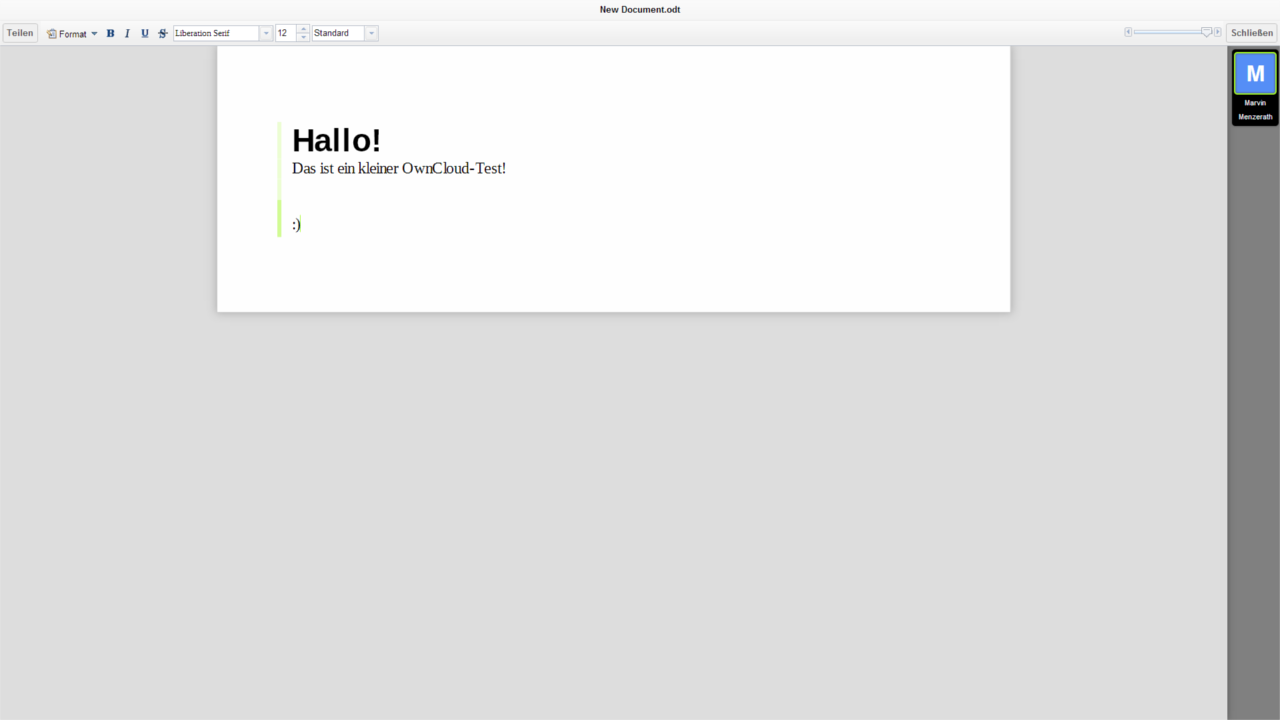 New Document.odt
Teilen Format B I U S Liberation Serif 12 Standard Schließen
M
Marvin
Menzerath
Hallo!
Das ist ein kleiner OwnCloud-Test!
:)